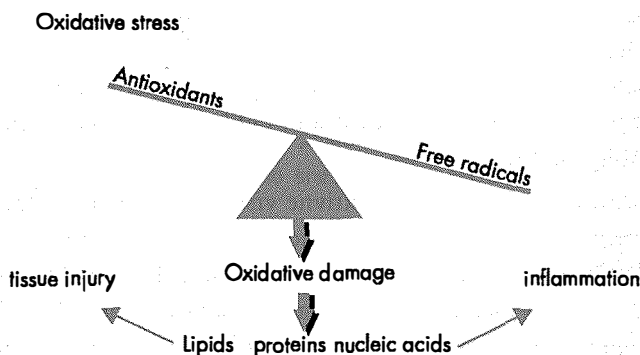 Oxidative stress
Antioxidants
Free radicals
tissue injury
Oxidative damage
inflammation
Lipids proteins nucleic acids